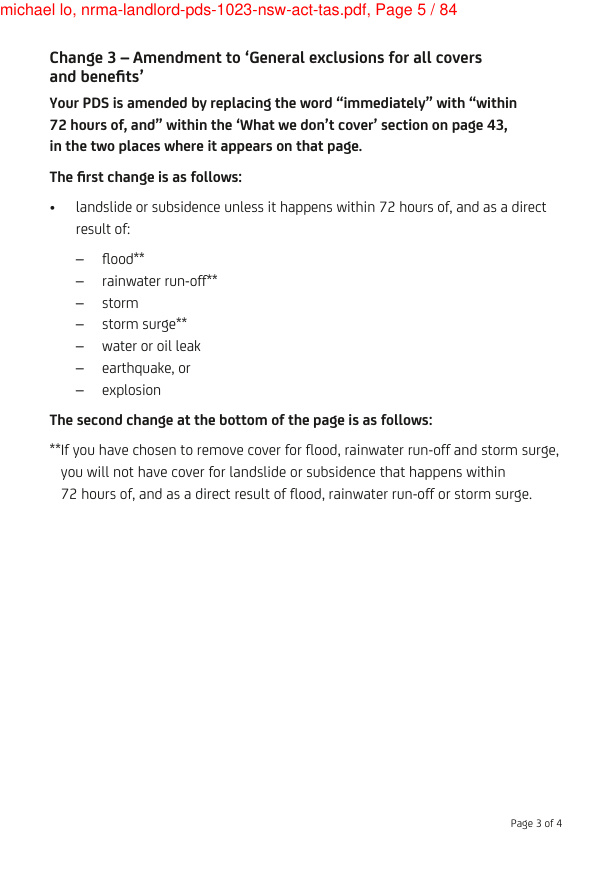 michael lo, nrma-landlord-pds-1023-nsw-act-tas.pdf, Page 5 / 84
Change 3 – Amendment to ‘General exclusions for all covers
and benefits’
Your PDS is amended by replacing the word “immediately” with “within
72 hours of, and” within the ‘What we don’t cover’ section on page 43,
in the two places where it appears on that page.
The first change is as follows:
• landslide or subsidence unless it happens within 72 hours of, and as a direct
result of:
– flood**
– rainwater run-off**
– storm
– storm surge**
– water or oil leak
– earthquake, or
– explosion
The second change at the bottom of the page is as follows:
**If you have chosen to remove cover for flood, rainwater run-off and storm surge,
you will not have cover for landslide or subsidence that happens within
72 hours of, and as a direct result of flood, rainwater run-off or storm surge.
Page 3 of 4